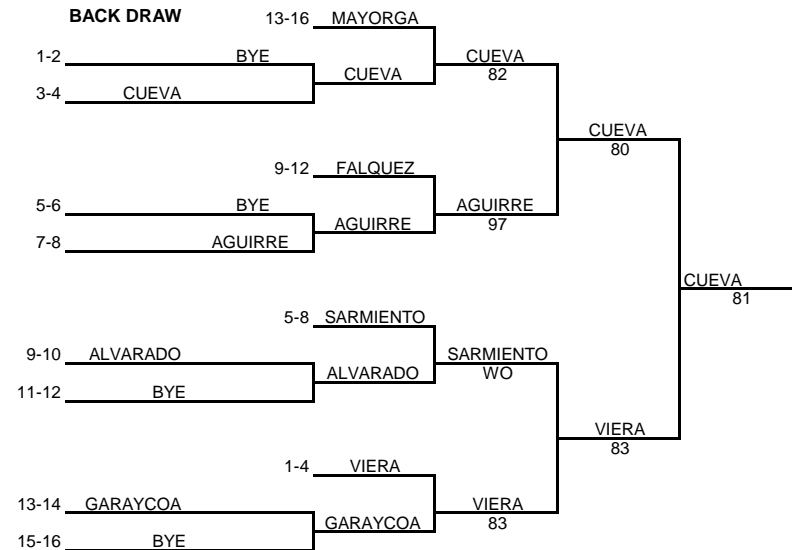 BACK DRAW
13-16 MAYORGA
1-2 BYE
CUEVA
82
CUEVA
3-4 CUEVA
CUEVA
80
9-12 FALQUEZ
5-6 BYE
AGUIRRE
97
AGUIRRE
7-8 AGUIRRE
CUEVA
81
5-8 SARMIENTO
9-10 ALVARADO
SARMIENTO
WO
ALVARADO
11-12 BYE
VIERA
83
1-4 VIERA
13-14 GARAYCOA
VIERA
83
GARAYCOA
15-16 BYE